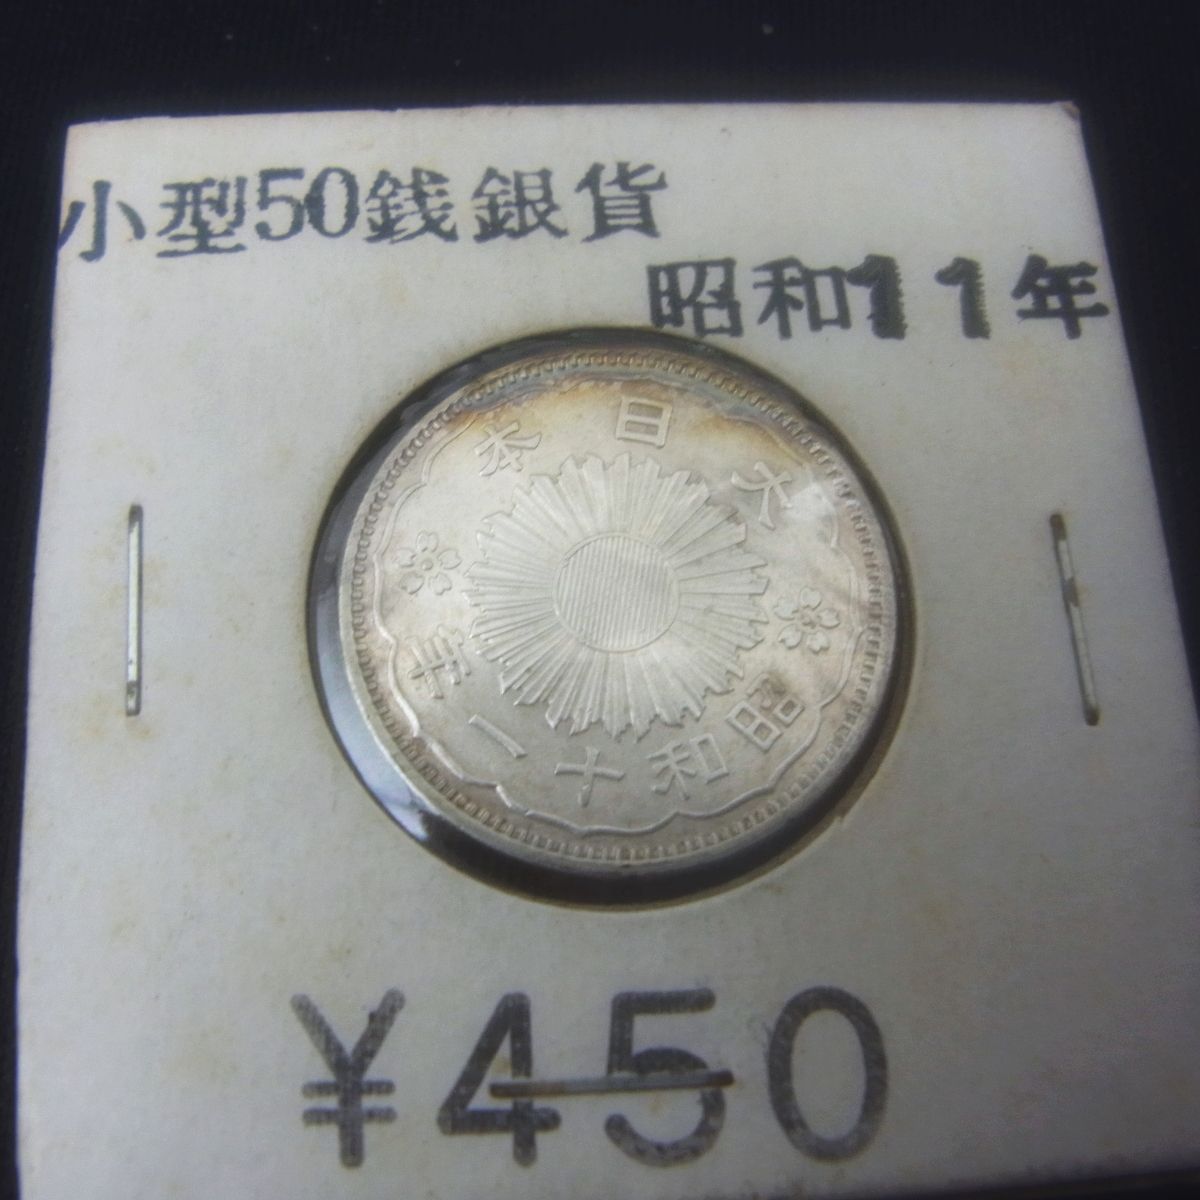 小型50銭銀貨
昭和11年
大日本
昭和十一年
¥450